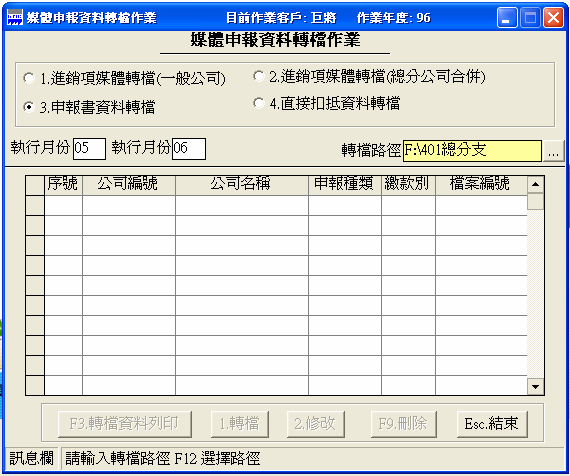 媒體申報資料轉檔作業 目前作業客戶: 巨將 作業年度: 96
媒體申報資料轉檔作業
1.進銷項媒體轉檔(一般公司) 2.進銷項媒體轉檔(總分公司合併)
3.申報書資料轉檔 4.直接扣抵資料轉檔
執行月份 05 執行月份 06 轉檔路徑 F:\401總分支 ...
序號 公司編號 公司名稱 申報種類 繳款別 檔案編號
F3.轉檔資料列印 1.轉檔 2.修改 F9.刪除 Esc.結束
訊息欄 請輸入轉檔路徑 F12 選擇路徑